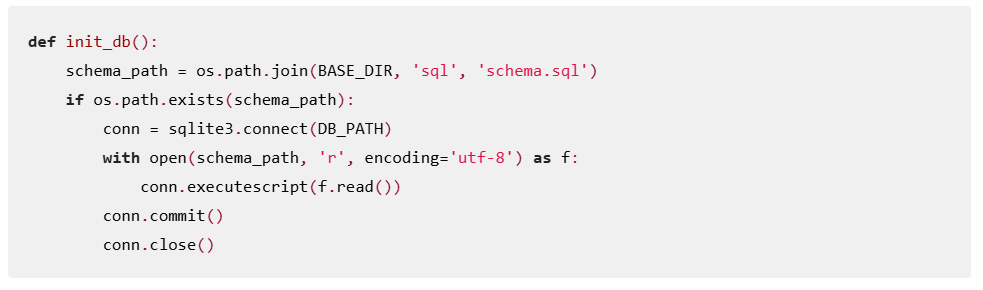 def init_db():
    schema_path = os.path.join(BASE_DIR, 'sql', 'schema.sql')
    if os.path.exists(schema_path):
        conn = sqlite3.connect(DB_PATH)
        with open(schema_path, 'r', encoding='utf-8') as f:
            conn.executescript(f.read())
        conn.commit()
        conn.close()